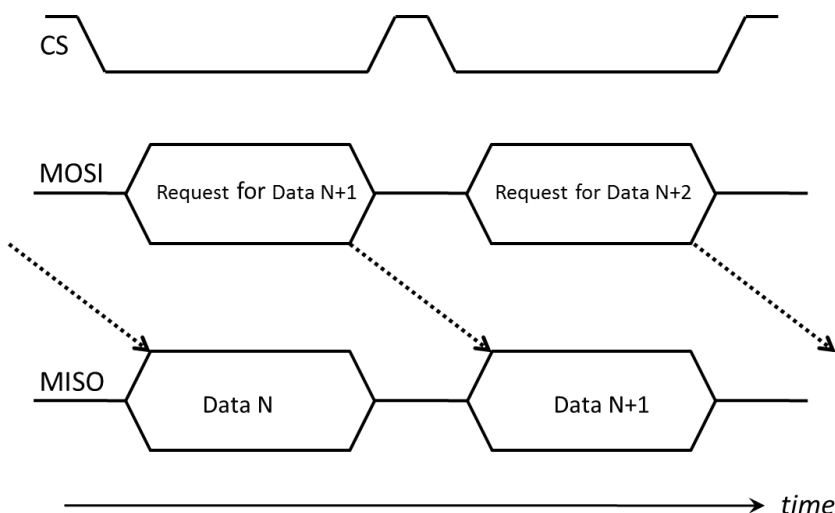 CS
MOSI
Request for Data N+1
Request for Data N+2
MISO
Data N
Data N+1
time